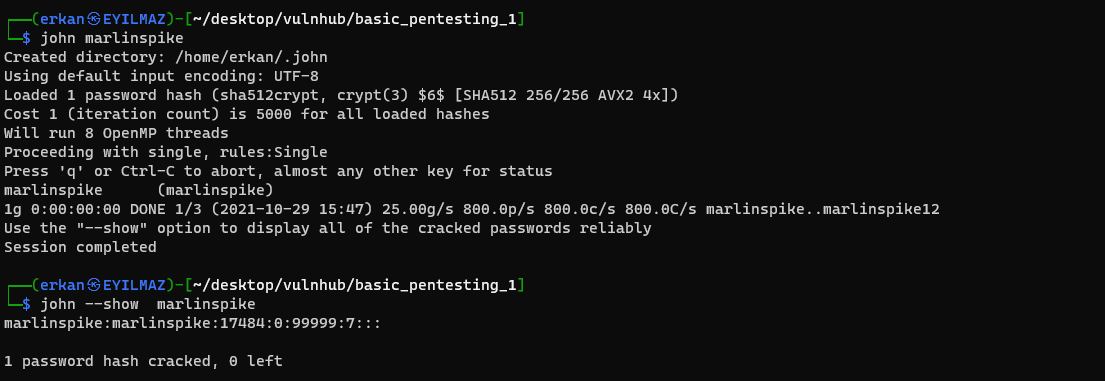 ┌──(erkan㉿EYILMAZ)-[~/desktop/vulnhub/basic_pentesting_1]
└─$ john marlinspike
Created directory: /home/erkan/.john
Using default input encoding: UTF-8
Loaded 1 password hash (sha512crypt, crypt(3) $6$ [SHA512 256/256 AVX2 4x])
Cost 1 (iteration count) is 5000 for all loaded hashes
Will run 8 OpenMP threads
Proceeding with single, rules:Single
Press 'q' or Ctrl-C to abort, almost any other key for status
marlinspike      (marlinspike)
1g 0:00:00:00 DONE 1/3 (2021-10-29 15:47) 25.00g/s 800.0p/s 800.0c/s 800.0C/s marlinspike..marlinspike12
Use the "--show" option to display all of the cracked passwords reliably
Session completed
┌──(erkan㉿EYILMAZ)-[~/desktop/vulnhub/basic_pentesting_1]
└─$ john --show  marlinspike
marlinspike:marlinspike:17484:0:99999:7:::
1 password hash cracked, 0 left